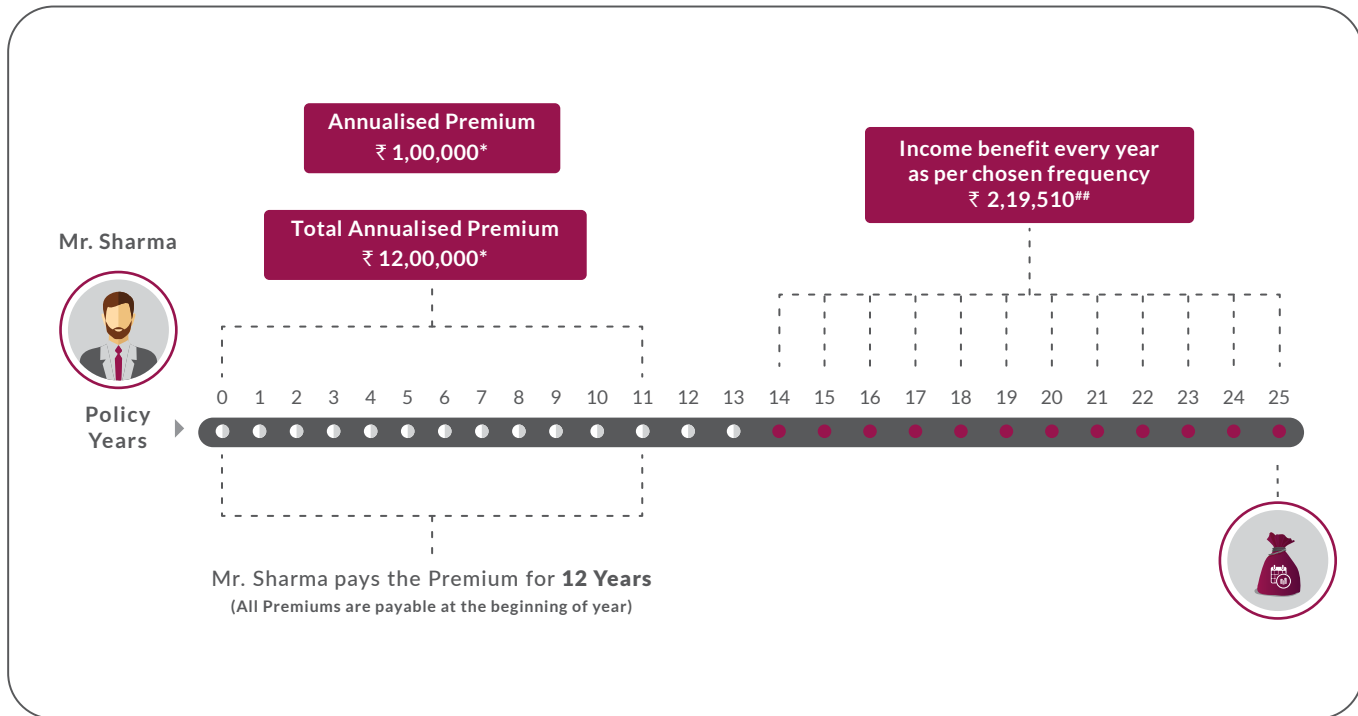 Annualised Premium
₹ 1,00,000*
Income benefit every year
as per chosen frequency
₹ 2,19,510##
Total Annualised Premium
₹ 12,00,000*
Mr. Sharma
0 1 2 3 4 5 6 7 8 9 10 11 12 13 14 15 16 17 18 19 20 21 22 23 24 25
Policy
Years
Mr. Sharma pays the Premium for 12 Years
(All Premiums are payable at the beginning of year)